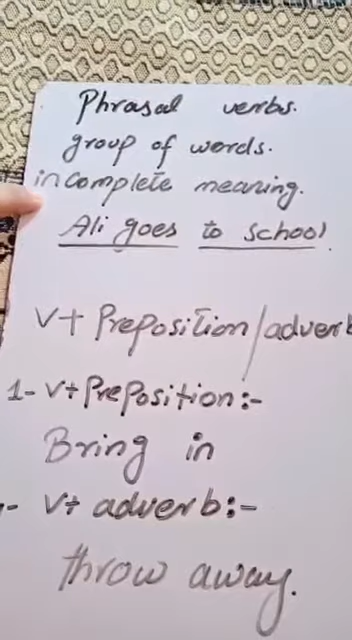 Phrasal verbs.
group of words.
incomplete meaning.
Ali goes to school.
V+ Preposition/adverb
1- V+Preposition:-
Bring in
- V+ adverb:-
throw away.